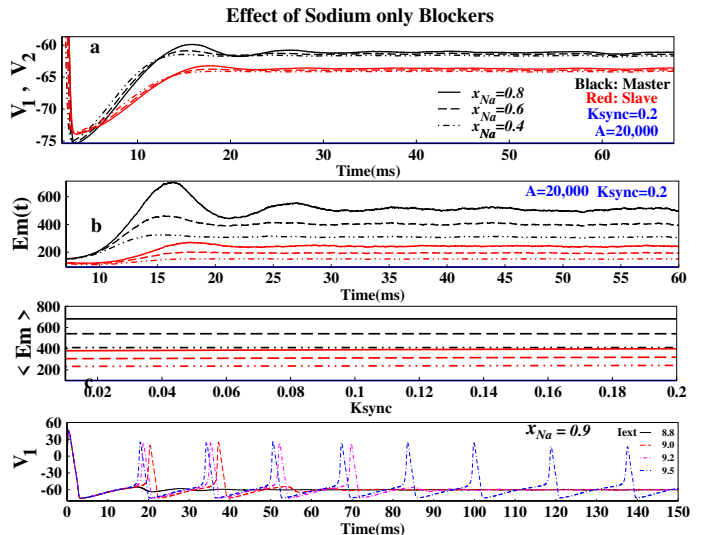 Effect of Sodium only Blockers
-60
-65
-70
-75
V1 , V2
a
xNa=0.8
xNa=0.6
xNa=0.4
Black: Master
Red: Slave
Ksync=0.2
A=20,000
10 20 30 40 50 60
Time(ms)
600
400
200
Em(t)
b
A=20,000 Ksync=0.2
10 15 20 25 30 35 40 45 50 55 60
Time(ms)
800
600
400
200
< Em >
c
0.02 0.04 0.06 0.08 0.1 0.12 0.14 0.16 0.18 0.2
Ksync
60
20
-20
-60
V1
xNa = 0.9
Iext 8.8
9.0
9.2
9.5
0 10 20 30 40 50 60 70 80 90 100 110 120 130 140 150
Time(ms)